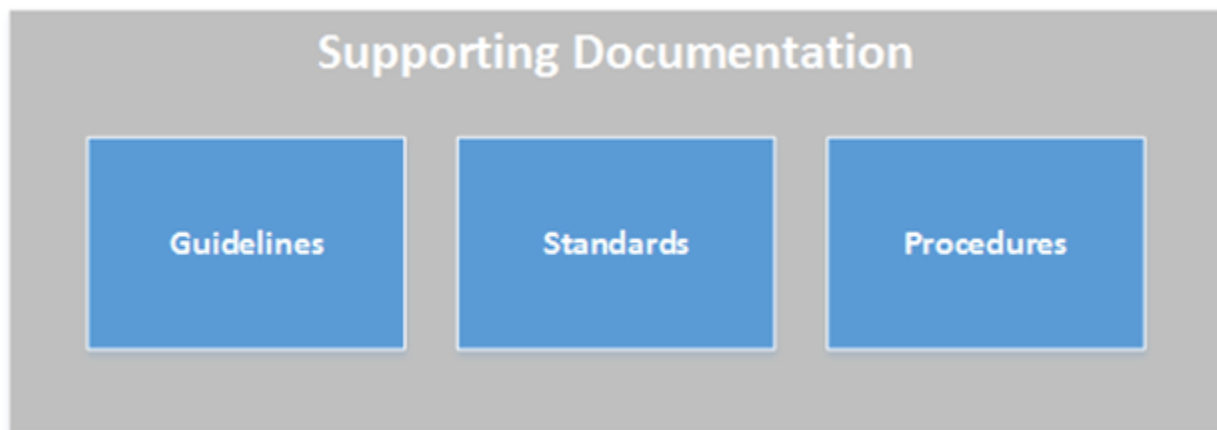 Supporting Documentation
Guidelines
Standards
Procedures